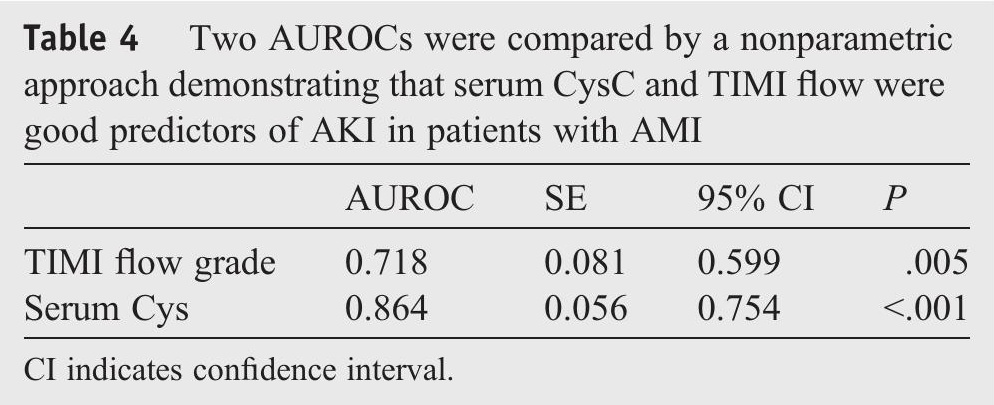 Table 4 Two AUROCs were compared by a nonparametric
approach demonstrating that serum CysC and TIMI flow were
good predictors of AKI in patients with AMI
AUROC SE 95% CI P
TIMI flow grade 0.718 0.081 0.599 .005
Serum Cys 0.864 0.056 0.754 <.001
CI indicates confidence interval.